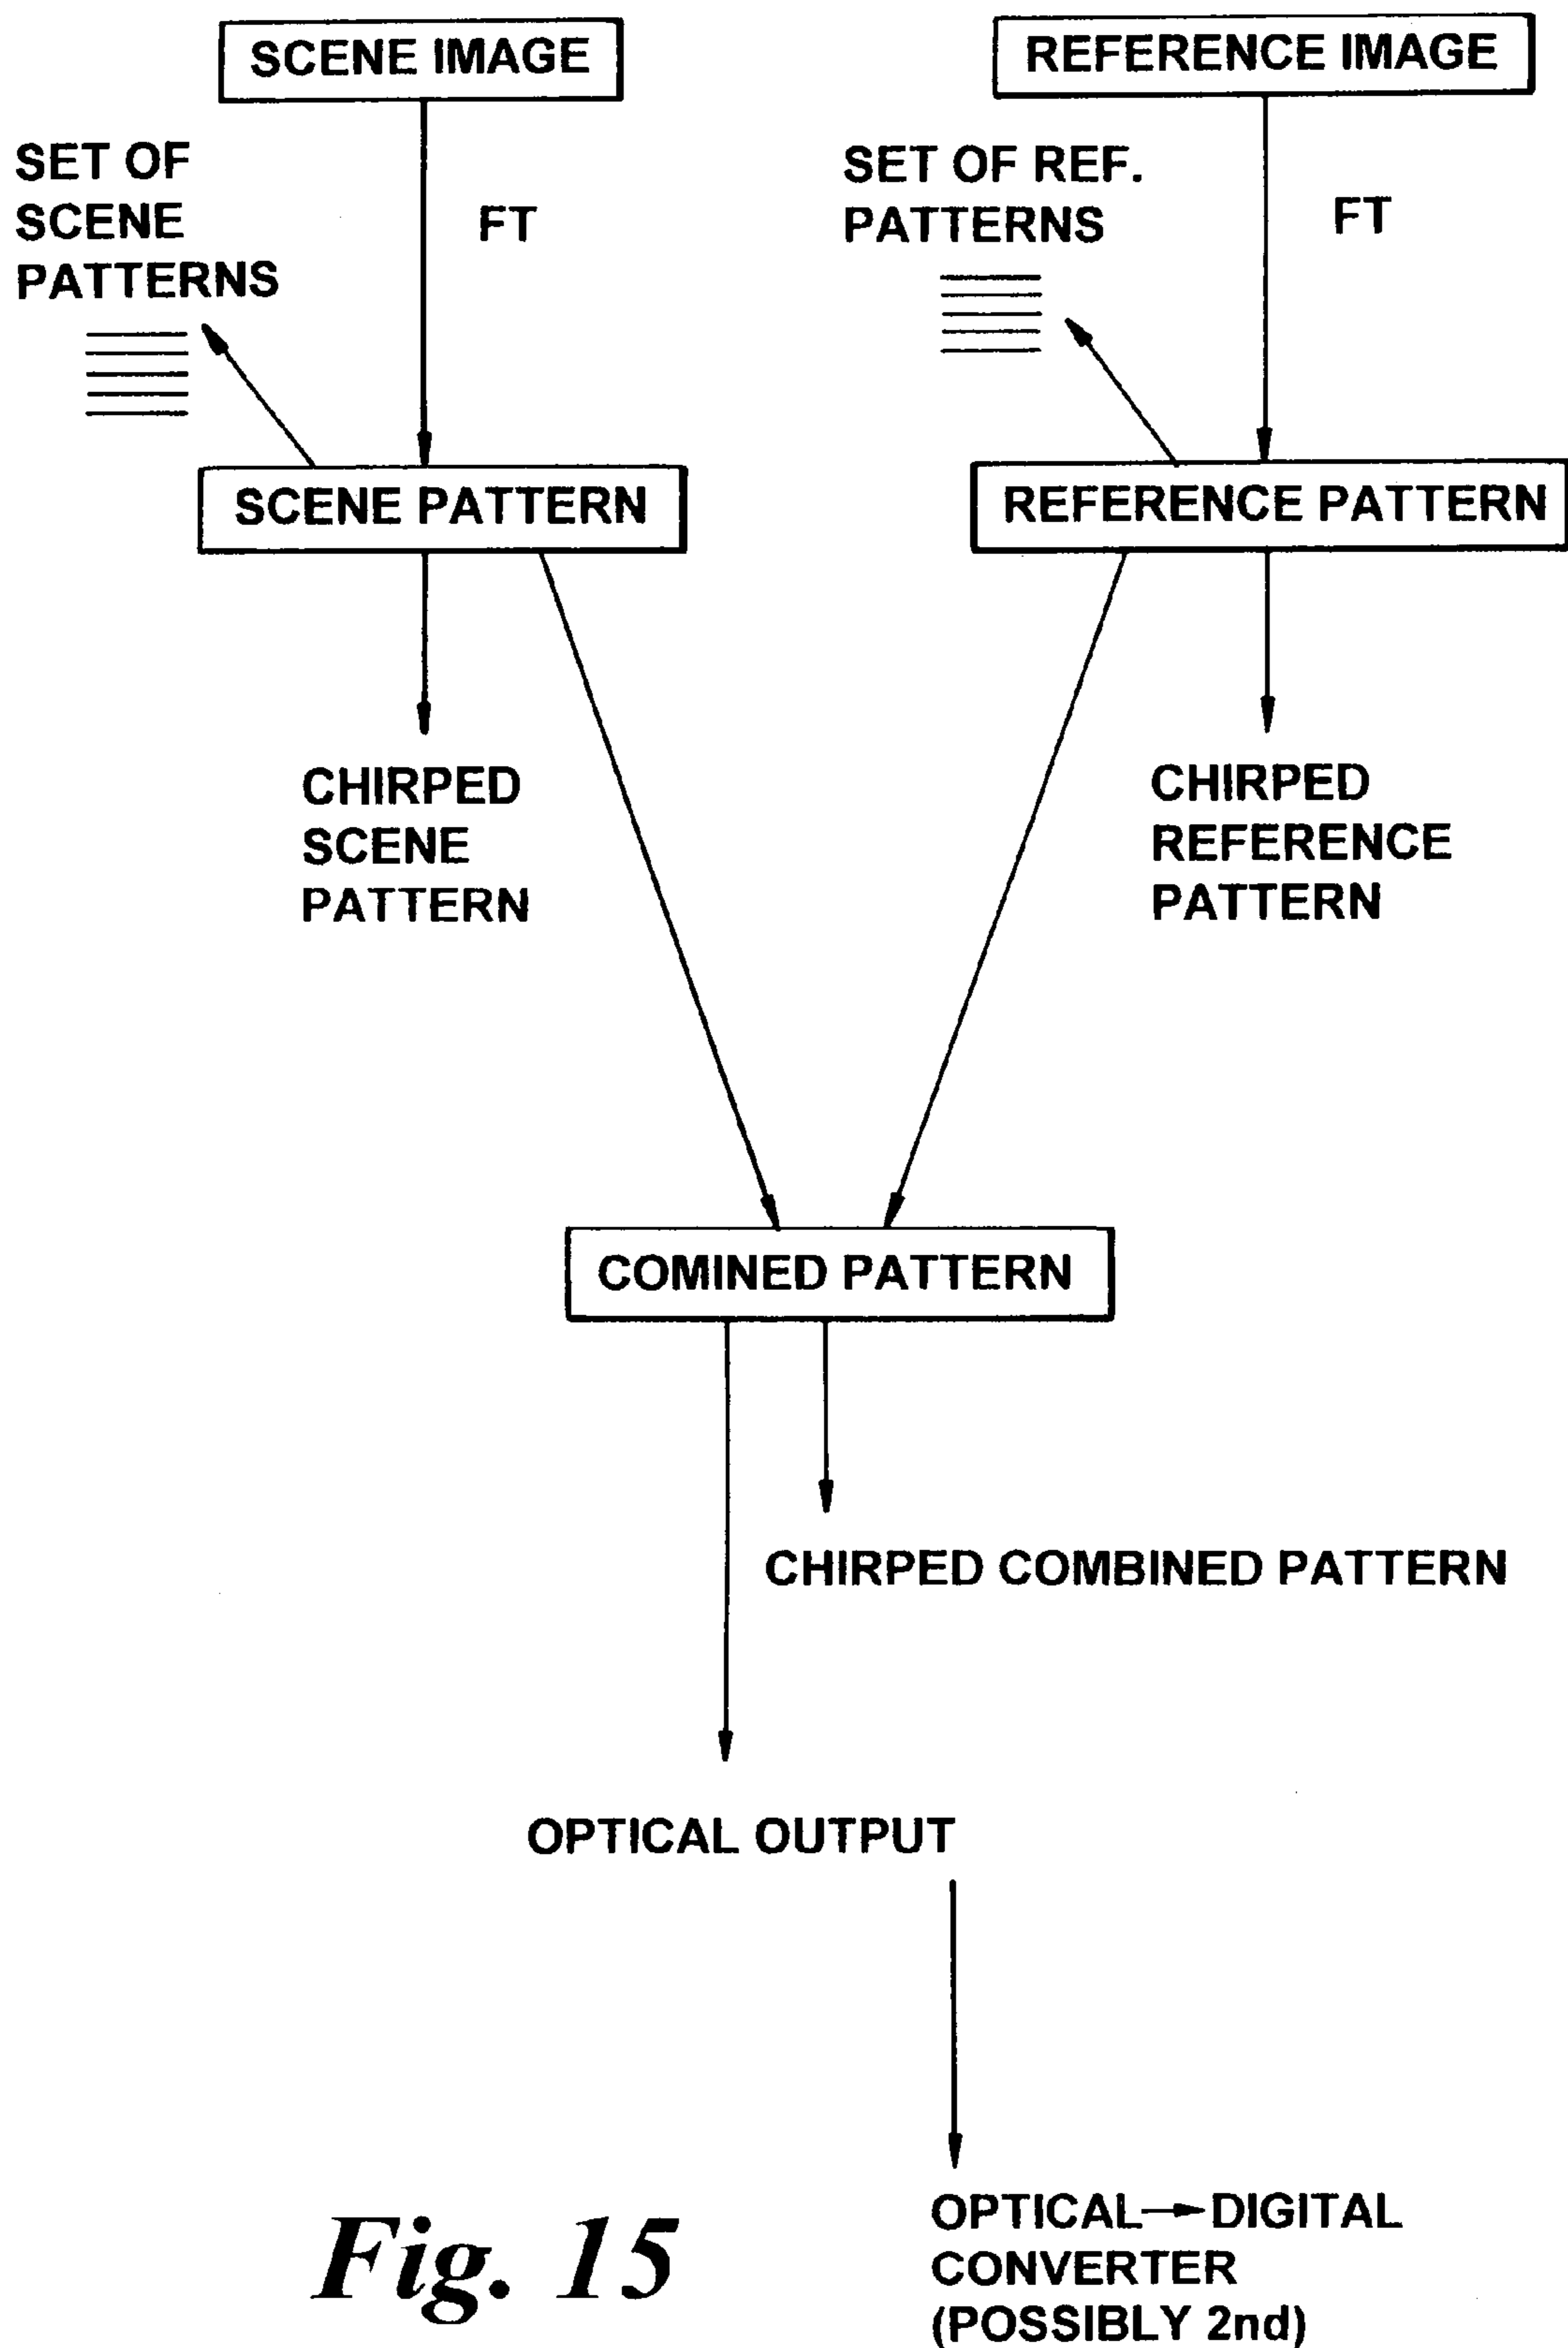 SCENE IMAGE
REFERENCE IMAGE
SET OF
SCENE
PATTERNS
FT
SET OF REF.
PATTERNS
FT
SCENE PATTERN
REFERENCE PATTERN
CHIRPED
SCENE
PATTERN
CHIRPED
REFERENCE
PATTERN
COMINED PATTERN
CHIRPED COMBINED PATTERN
OPTICAL OUTPUT
OPTICAL→DIGITAL
CONVERTER
(POSSIBLY 2nd)
Fig. 15